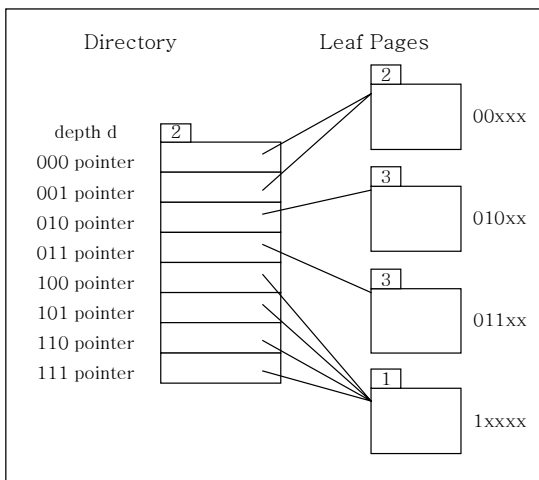 Directory
Leaf Pages
depth d 2
000 pointer
001 pointer
010 pointer
011 pointer
100 pointer
101 pointer
110 pointer
111 pointer
2
00xxx
3
010xx
3
011xx
1
1xxxx